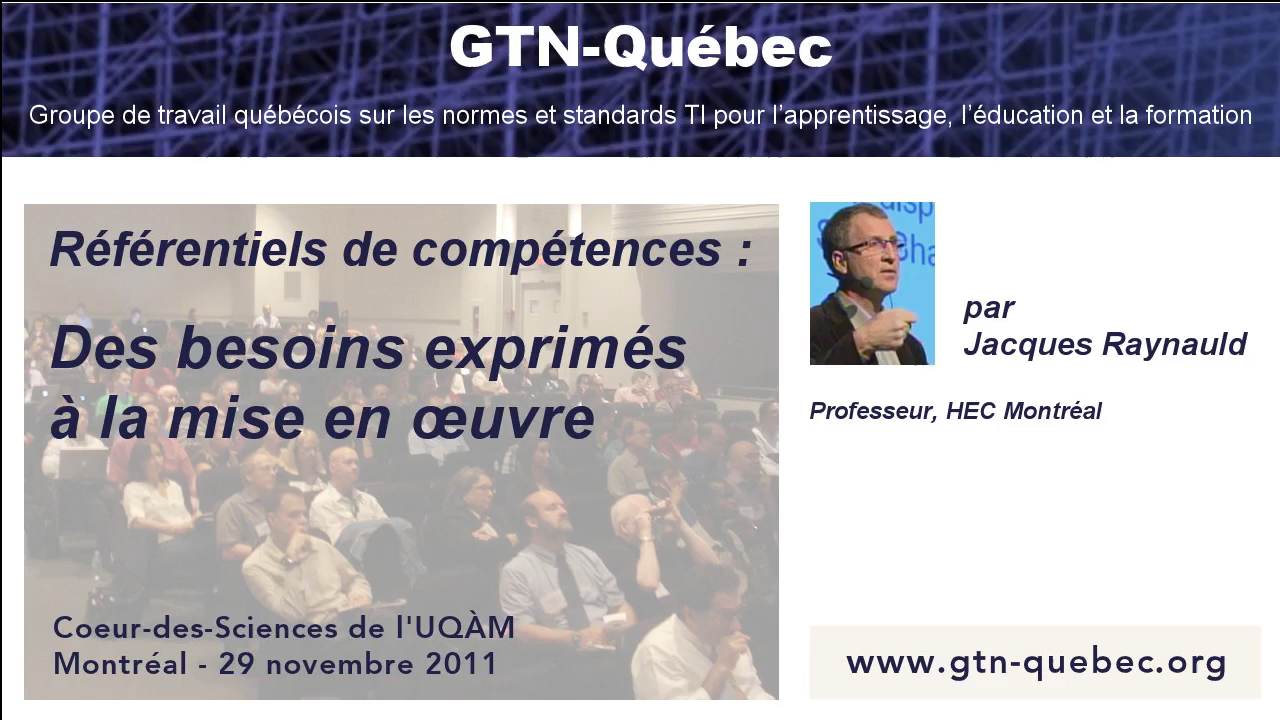 GTN-Québec
Groupe de travail québécois sur les normes et standards TI pour l'apprentissage, l'éducation et la formation
Référentiels de compétences :
Des besoins exprimés
à la mise en œuvre
Coeur-des-Sciences de l'UQÀM
Montréal - 29 novembre 2011
par
Jacques Raynauld
Professeur, HEC Montréal
www.gtn-quebec.org